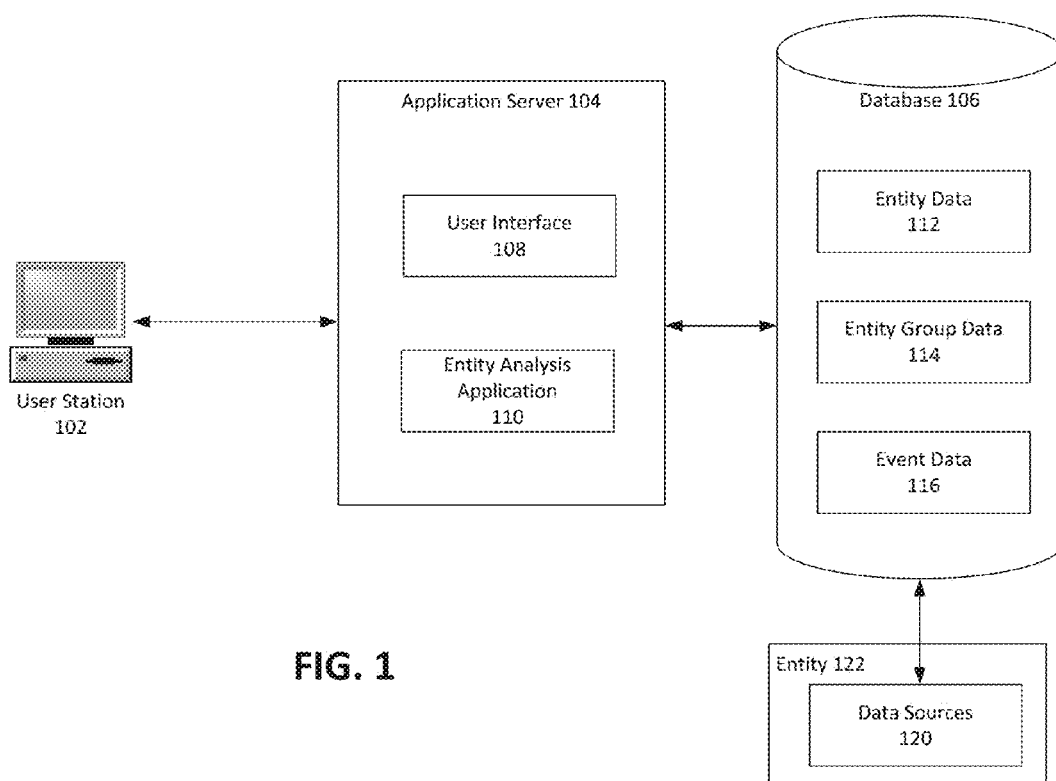 Application Server 104
Database 106
User Interface
108
Entity Data
112
Entity Group Data
114
Entity Analysis
Application
110
User Station
102
Event Data
116
FIG. 1
Entity 122
Data Sources
120